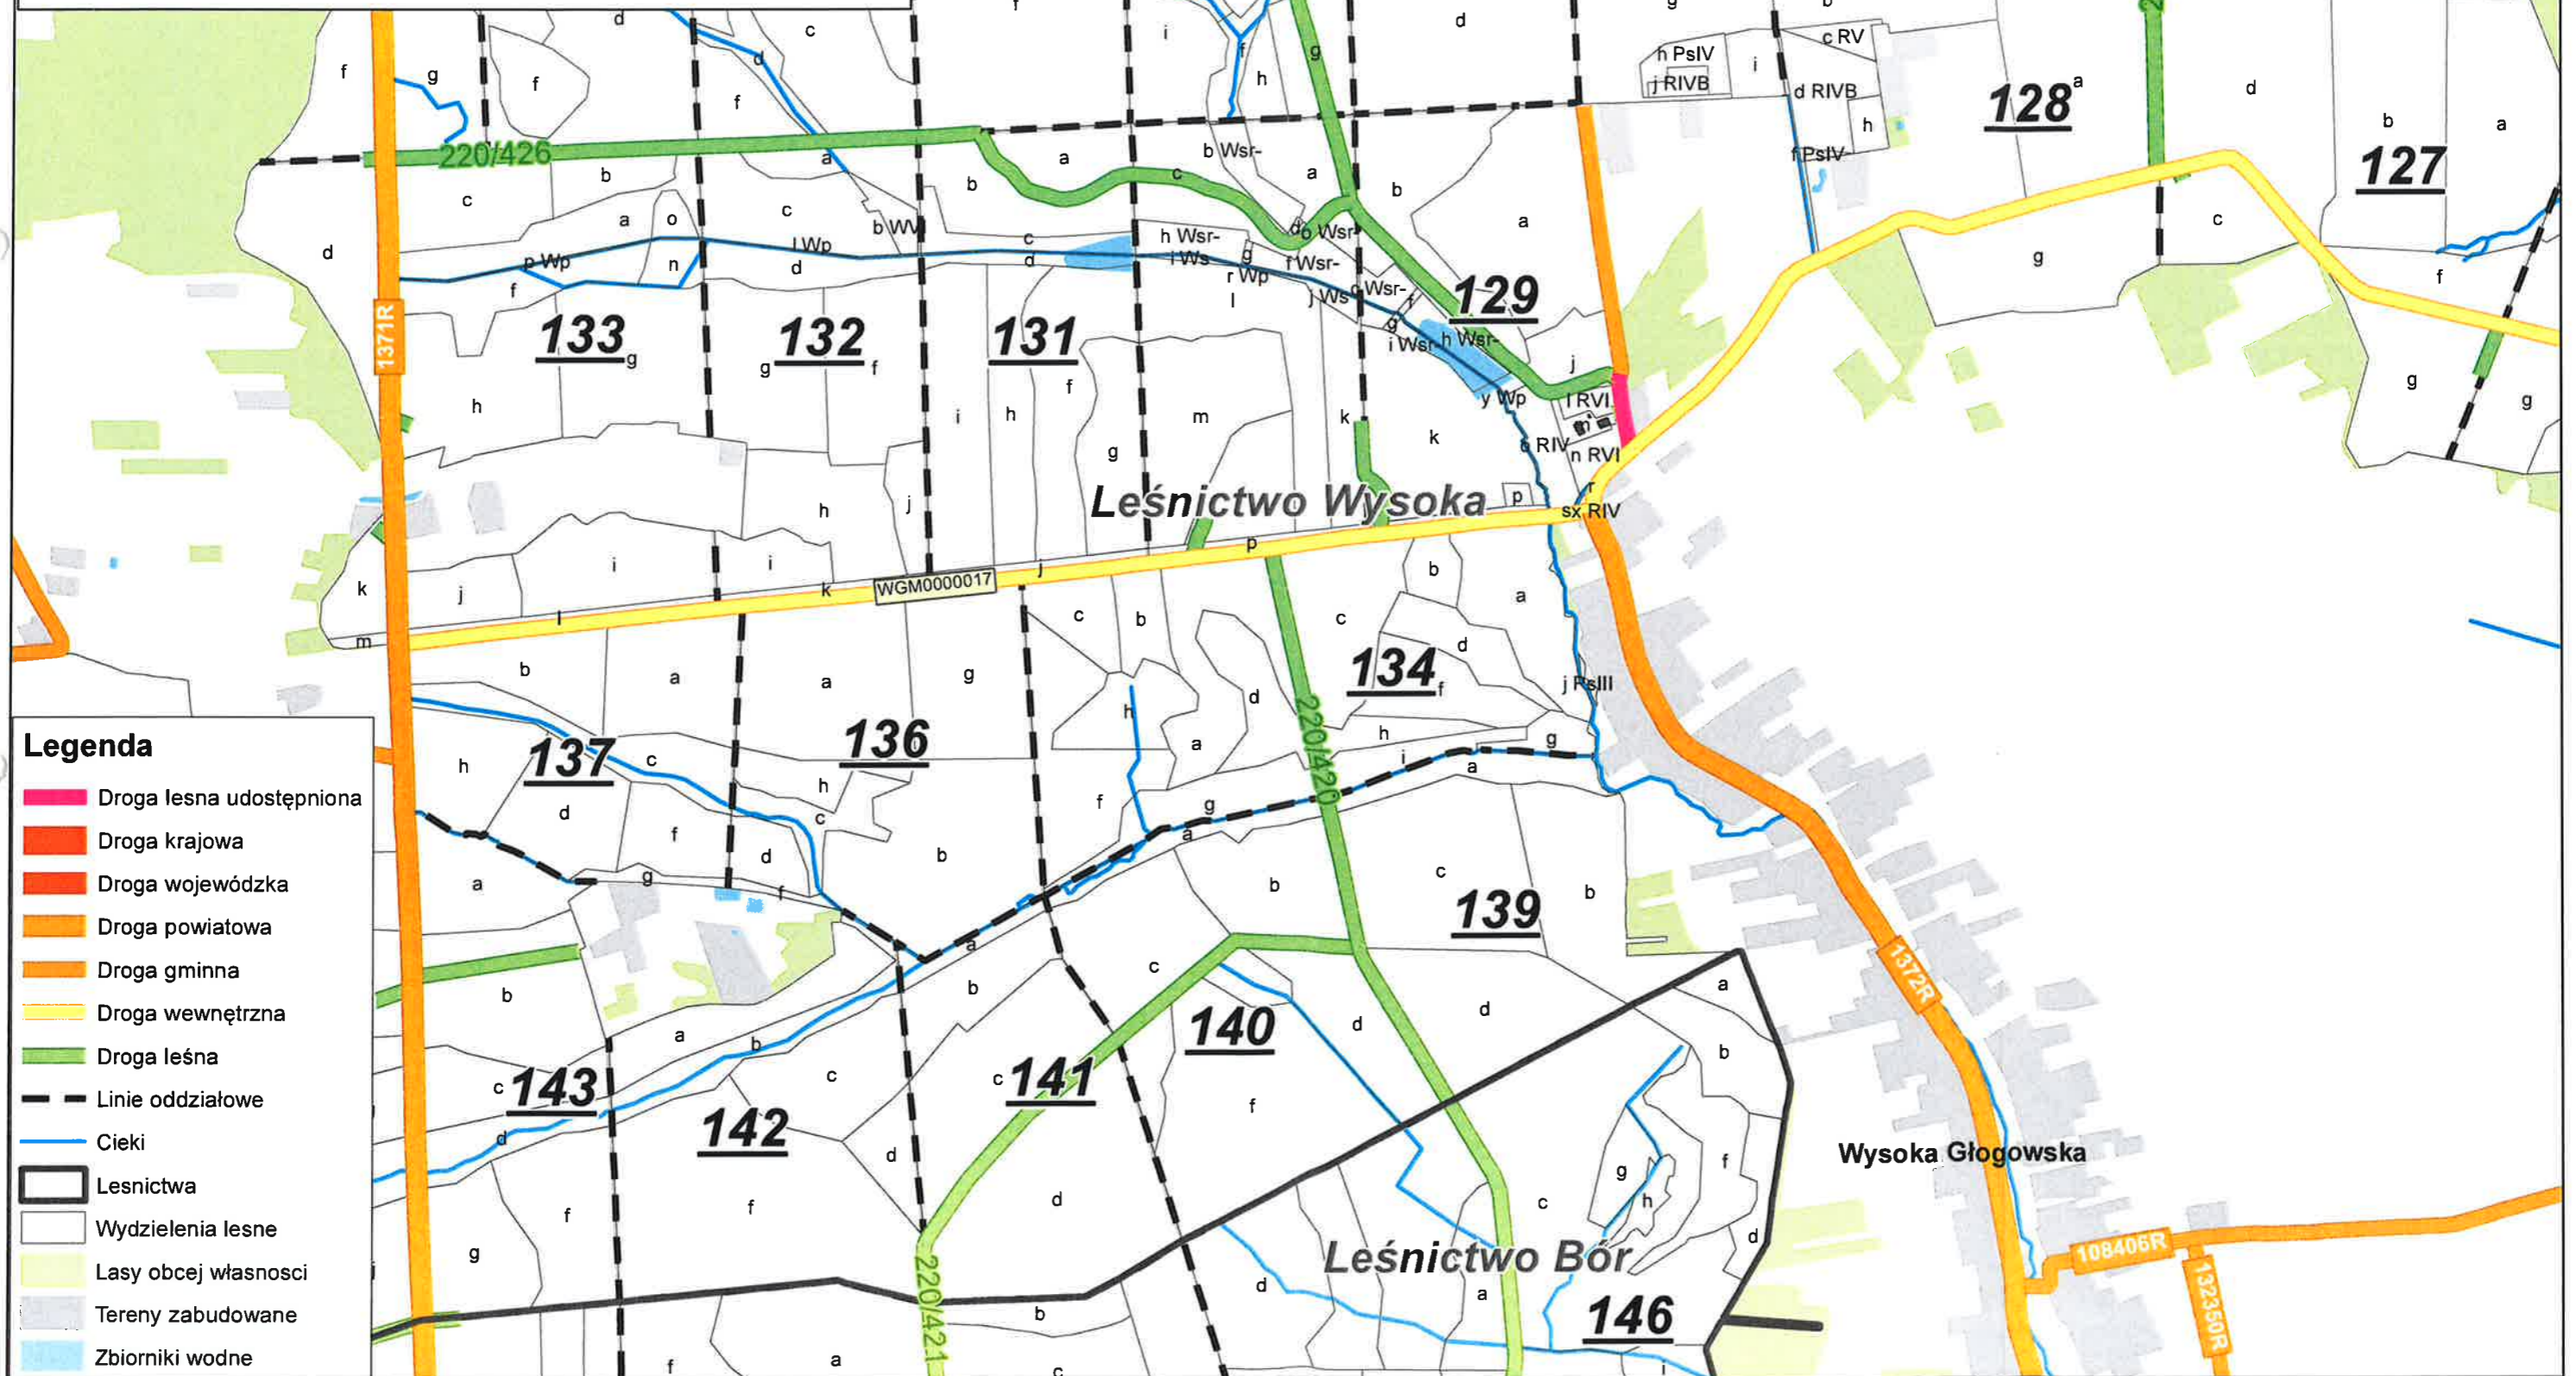 d
c
f
i
f
h
g
d
g
b
h PsIV
j RIVB
i
c RV
d RIVB
h
f PsIV
128
a
2
d
b
a
127
f
g
f
d
f
220/426
a
c
b
a
o
c
b WV
b
a
c
b Wsr-
a
b
a
d
p Wp
n
l Wp
d
c
d
h Wsr-
i Ws
g
r Wp
l
f Wsr-
o Wsr-
j Ws
Wsr-
f
g
129
i Wsr-
h Wsr-
j
g
c
f
g
g
1371R
f
133
g
132
g
f
131
f
h
i
h
m
g
k
k
y Wp
l RVI
RIV
n RVI
r
p
sx RIV
h
j
Leśnictwo Wysoka
k
j
i
i
k
WGM0000017
j
p
l
m
b
a
a
g
c
b
c
b
a
d
134
f
j PsIII
d
h
a
h
i
g
a
220/420
137
h
c
d
f
136
h
c
d
b
f
g
a
g
f
a
a
b
c
139
b
a
b
b
c
140
d
d
a
b
c
143
a
b
c
c
141
f
d
142
d
d
f
f
g
a
b
f
g
h
c
d
Leśnictwo Bór
d
a
146
i
b
f
a
c
220/421
1372R
Wysoka Głogowska
108406R
132350R
Legenda
Droga lesna udostępniona
Droga krajowa
Droga wojewódzka
Droga powiatowa
Droga gminna
Droga wewnętrzna
Droga leśna
Linie oddziałowe
Cieki
Lesnictwa
Wydzielenia lesne
Lasy obcej własnosci
Tereny zabudowane
Zbiorniki wodne